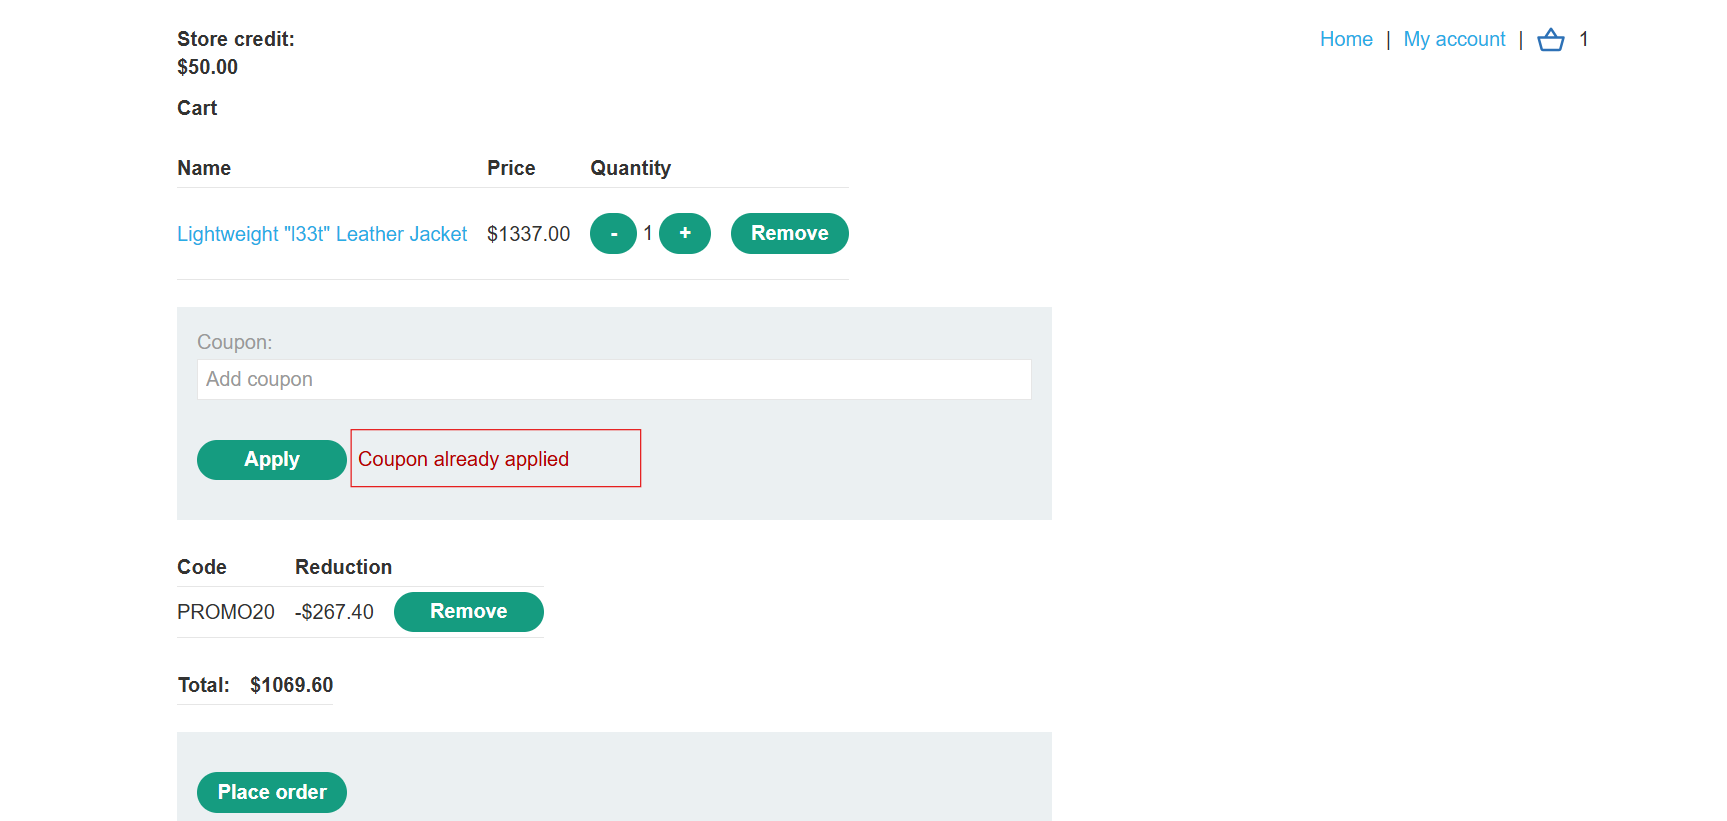 Store credit:
$50.00
Home | My account | 1
Cart
Name Price Quantity
Lightweight "l33t" Leather Jacket $1337.00 - 1 + Remove
Coupon:
Add coupon
Apply Coupon already applied
Code Reduction
PROMO20 -$267.40 Remove
Total: $1069.60
Place order